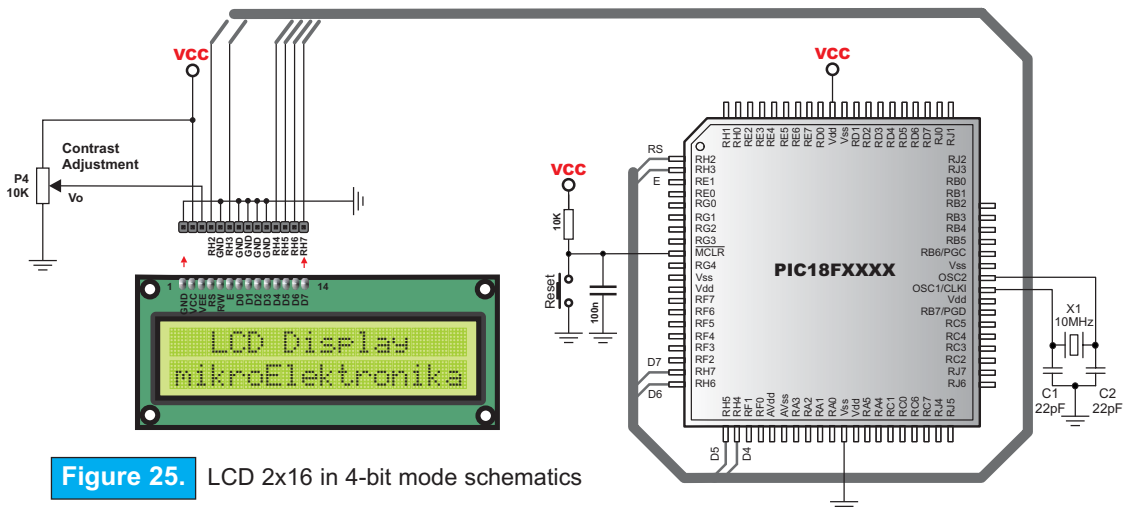 VCC
Contrast
Adjustment
P4
10K
Vo
RH2
GND
RH3
GND
GND
GND
GND
RH4
RH5
RH6
RH7
1
14
GND
VCC
VEE
RS
R/W
E
D0
D1
D2
D3
D4
D5
D6
D7
LCD Display
mikroElektronika
VCC
10K
Reset
100n
VCC
RS
E
D7
D6
D5
D4
RH1
RH0
RE2
RE3
RE4
RE5
RE6
RE7
RD0
Vdd
Vss
RD1
RD2
RD3
RD4
RD5
RD6
RD7
RJ0
RJ1
RH2
RH3
RE1
RE0
RG0
RG1
RG2
RG3
MCLR
RG4
Vss
Vdd
RF7
RF6
RF5
RF4
RF3
RF2
RH7
RH6
PIC18FXXXX
RJ2
RJ3
RB0
RB1
RB2
RB3
RB4
RB5
RB6/PGC
Vss
OSC2
OSC1/CLKI
Vdd
RB7/PGD
RC5
RC4
RC3
RC2
RJ7
RJ6
RH5
RH4
RF1
RF0
AVdd
AVss
RA3
RA2
RA1
RA0
Vss
Vdd
RA5
RA4
RC1
RC0
RC6
RC7
RJ4
RJ5
X1
10MHz
C1
22pF
C2
22pF
Figure 25. LCD 2x16 in 4-bit mode schematics